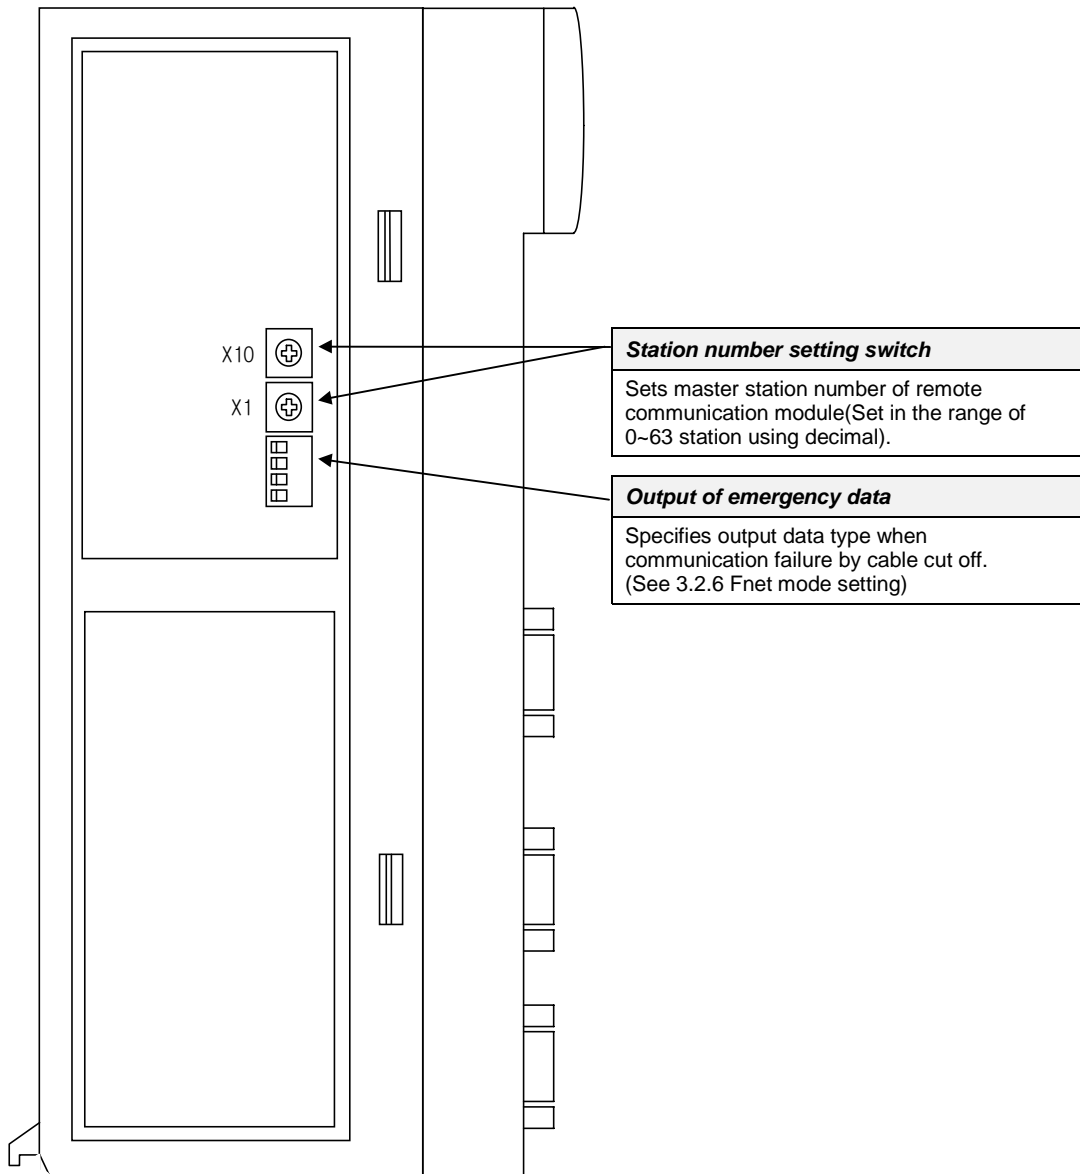 X10
X1
Station number setting switch
Sets master station number of remote
communication module(Set in the range of
0~63 station using decimal).
Output of emergency data
Specifies output data type when
communication failure by cable cut off.
(See 3.2.6 Fnet mode setting)